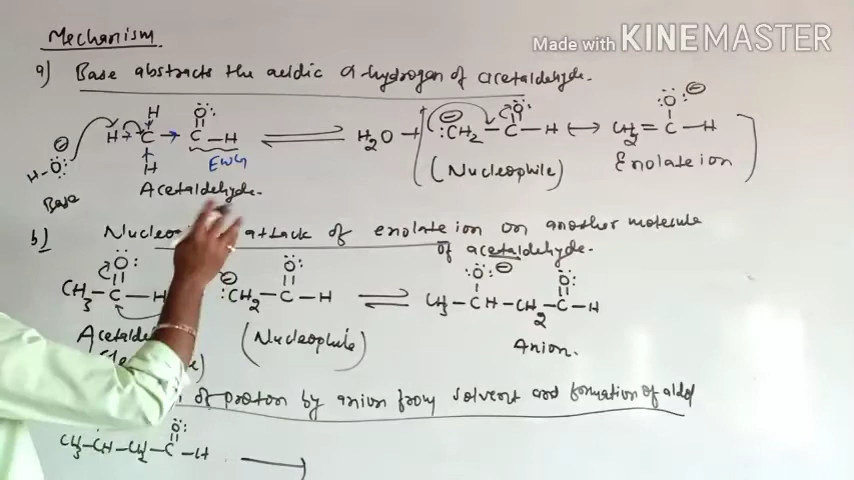 Mechanism
Made with KINEMASTER
a) Base abstracts the acidic α-hydrogen of acetaldehyde.
H :Ö: ⊖
H-Ö:⊖ H–C–C–H ⇌ H2O + [ ⊖:CH2–C–H ↔ CH2=C–H ]
H EWG (Nucleophile) Enolate ion
Base Acetaldehyde.
b) attack of enolate ion on another molecule
of acetaldehyde.
:Ö: :Ö: :Ö:⊖ :Ö:
CH3–C–H ⊖:CH2–C–H ⇌ CH3–CH–CH2–C–H
(Nucleophile) Anion.
of proton by anion from solvent and formation of aldol
:Ö:
CH3–CH–CH2–C–H →